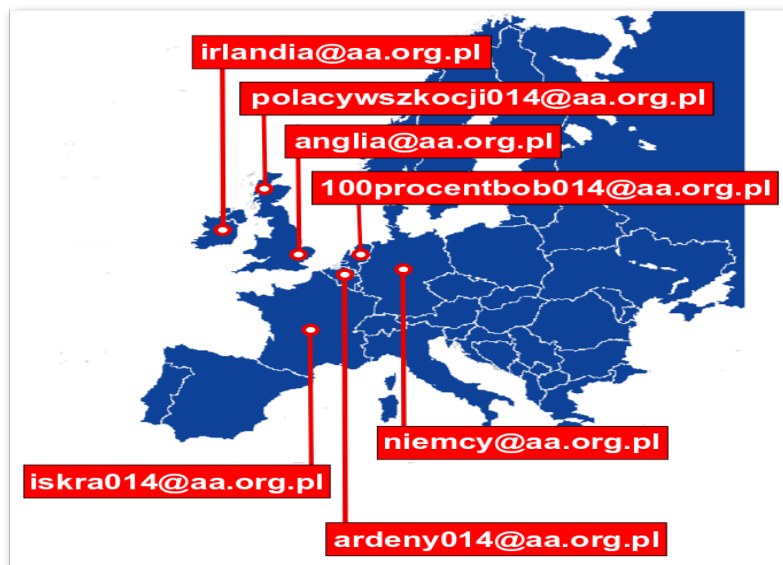 irlandia@aa.org.pl
polacywszkocji014@aa.org.pl
anglia@aa.org.pl
100procentbob014@aa.org.pl
niemcy@aa.org.pl
iskra014@aa.org.pl
ardeny014@aa.org.pl